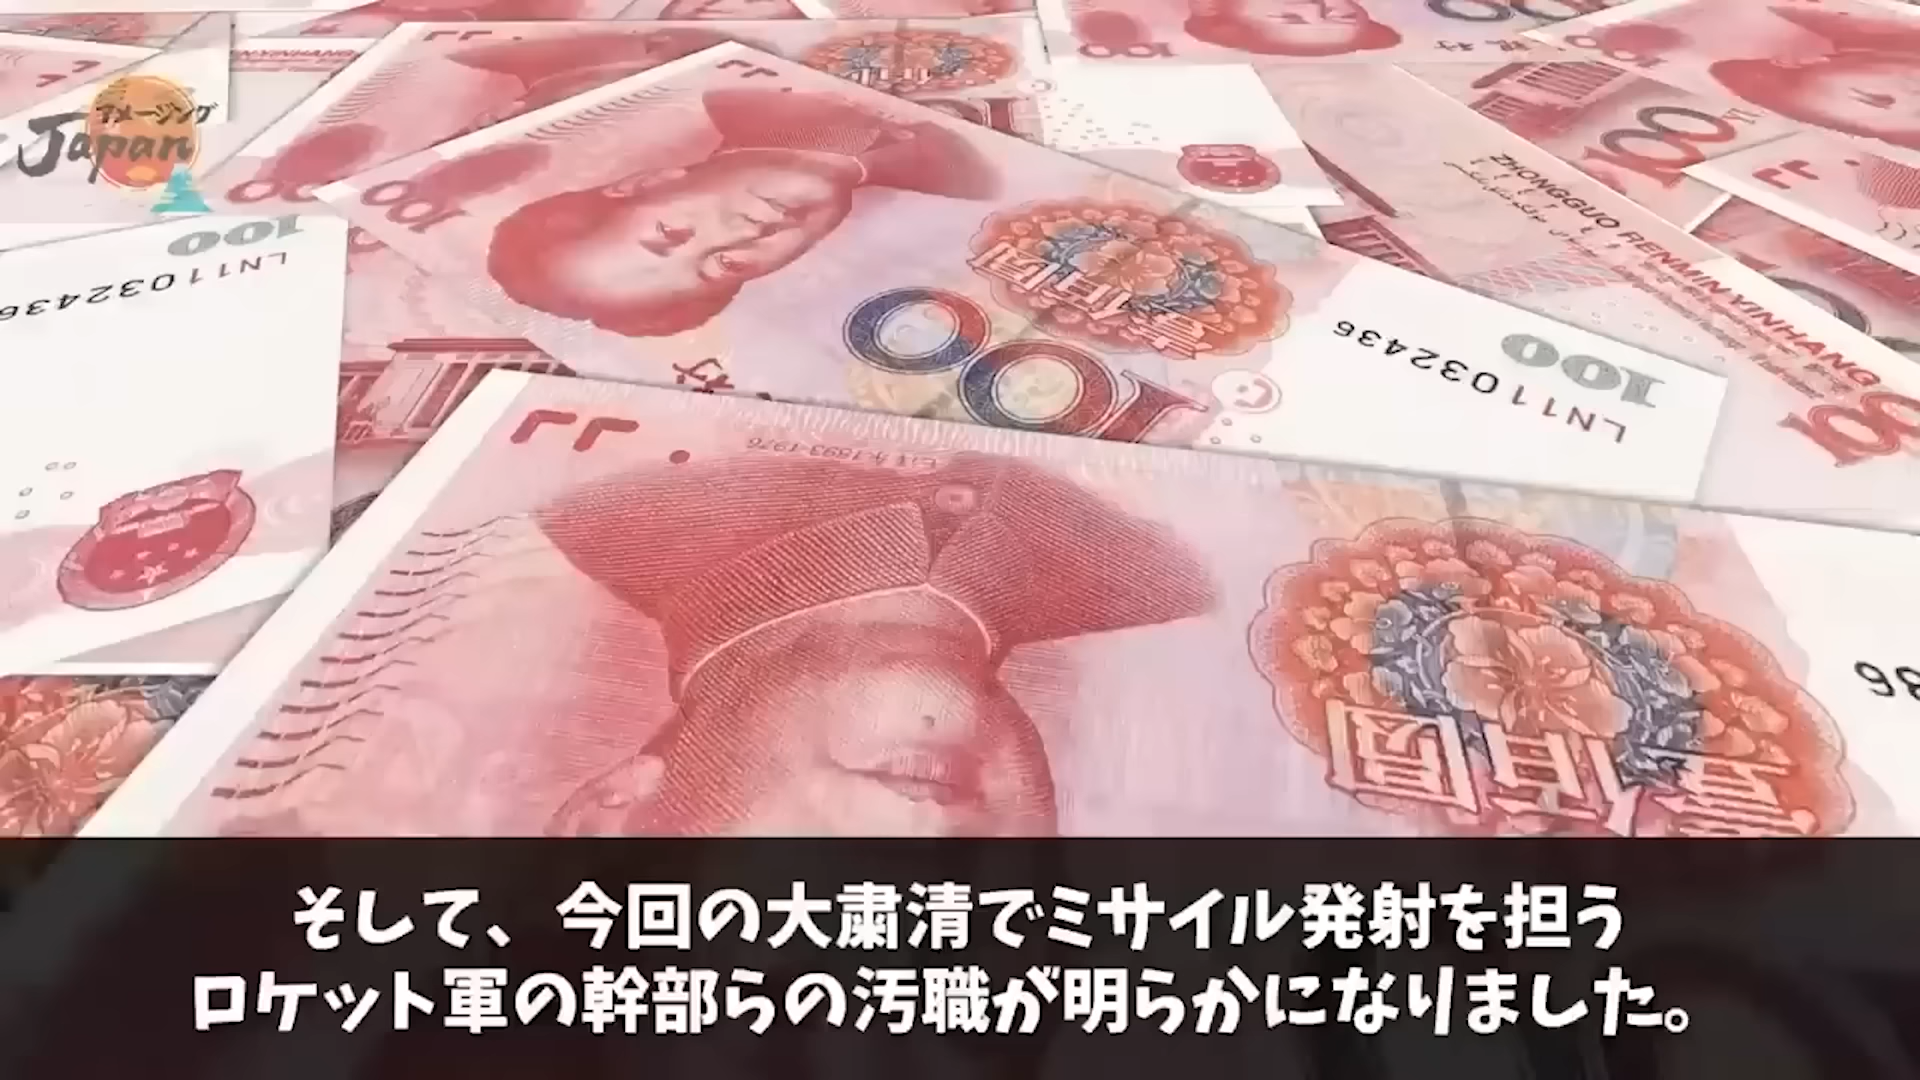 アメージング
Japan
100
LN11032436
100
100
壹佰圆
LN11032436
100
ZHONGGUO RENMIN YINHANG
100
1893-1976
壹佰圆
そして、今回の大粛清でミサイル発射を担う
ロケット軍の幹部らの汚職が明らかになりました。